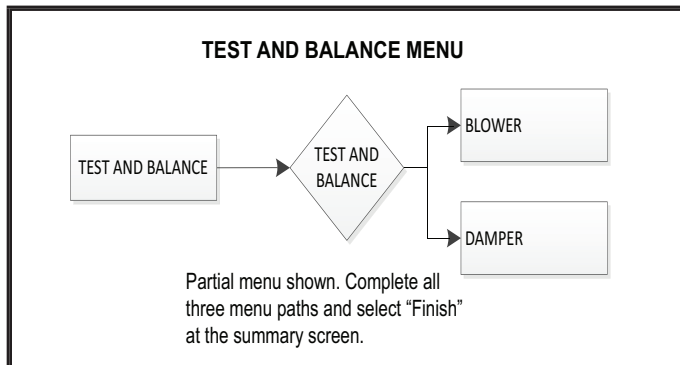 TEST AND BALANCE MENU
TEST AND BALANCE
TEST AND
BALANCE
BLOWER
DAMPER
Partial menu shown. Complete all
three menu paths and select “Finish”
at the summary screen.